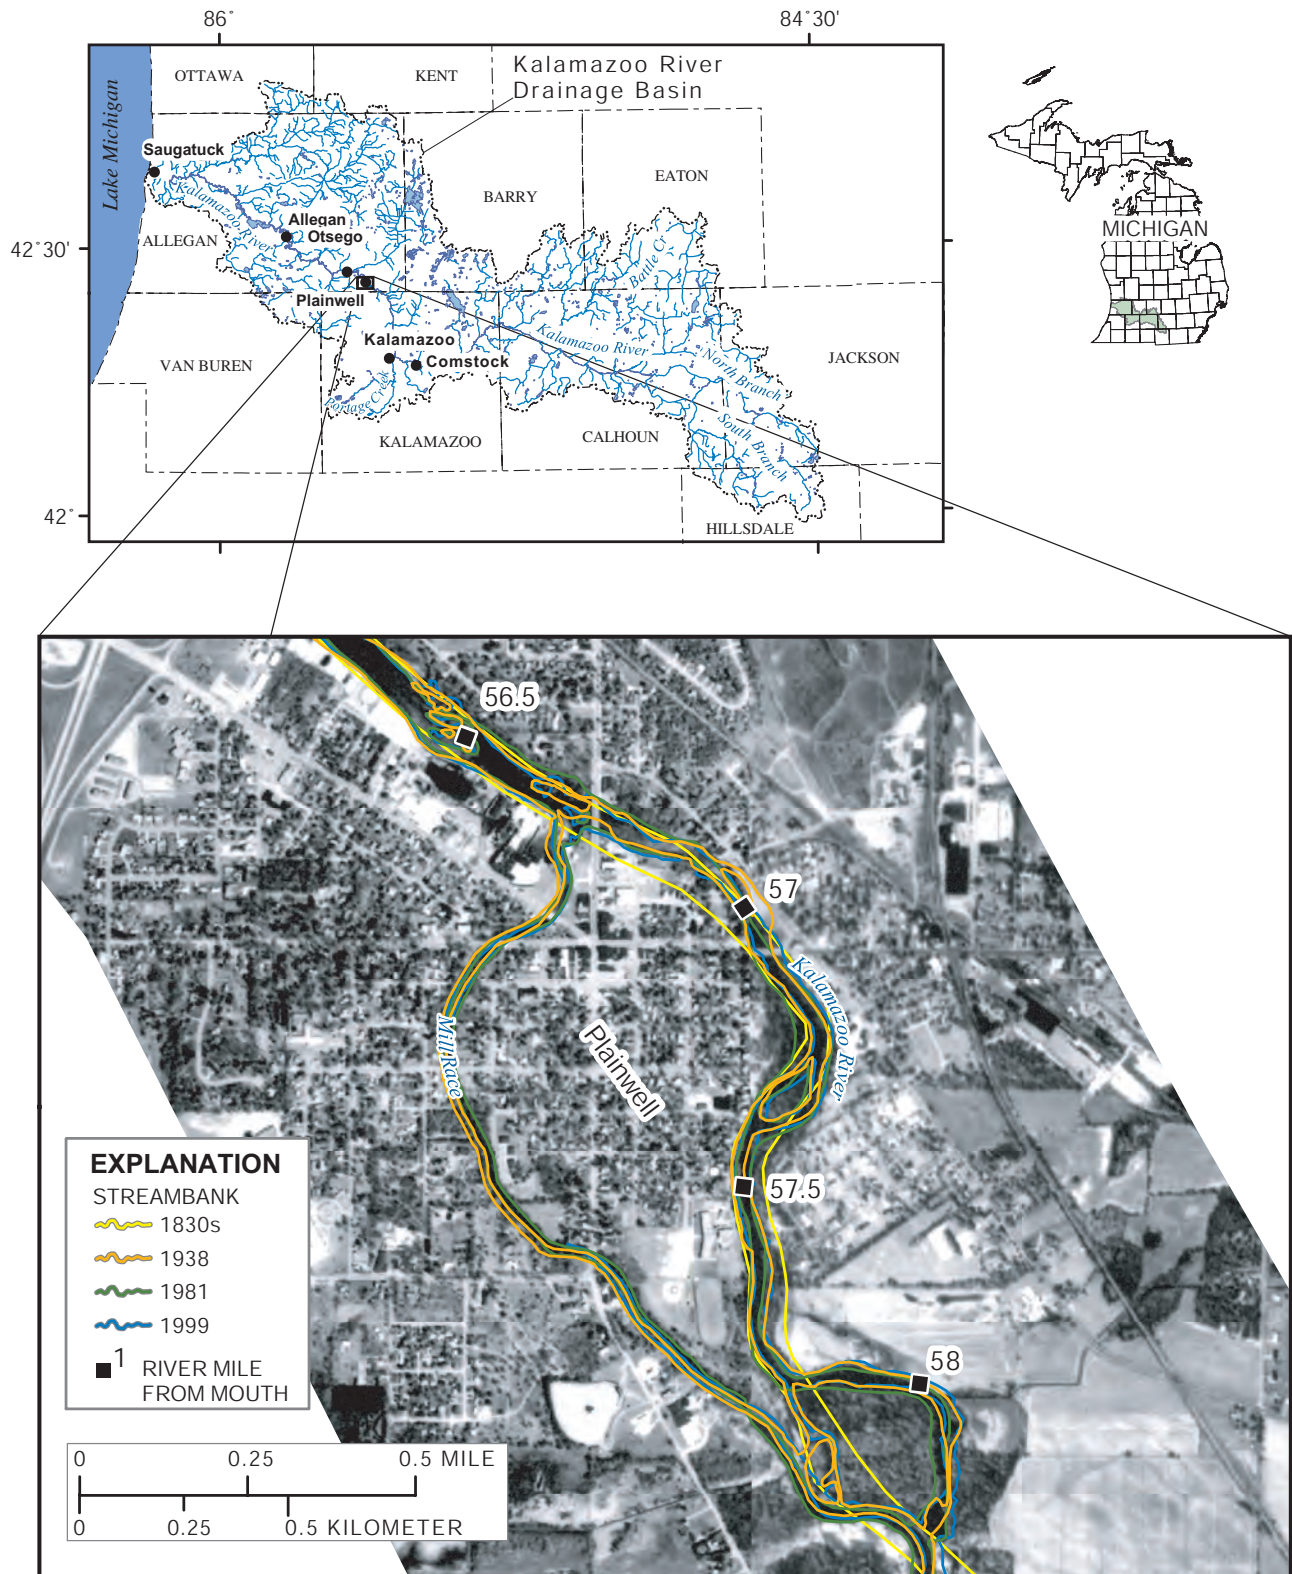 86°
84°30'
Kalamazoo River
Drainage Basin
OTTAWA
KENT
Lake Michigan
Saugatuck
BARRY
EATON
Kalamazoo River
Allegan
Otsego
ALLEGAN
42°30'
MICHIGAN
Battle Cr.
Plainwell
Kalamazoo
Comstock
Kalamazoo River
North Branch
JACKSON
VAN BUREN
Portage Creek
South Branch
KALAMAZOO
CALHOUN
42°
HILLSDALE
56.5
57
Kalamazoo River
Mill Race
Plainwell
57.5
58
EXPLANATION
STREAMBANK
1830s
1938
1981
1999
1
RIVER MILE
FROM MOUTH
0 0.25 0.5 MILE
0 0.25 0.5 KILOMETER